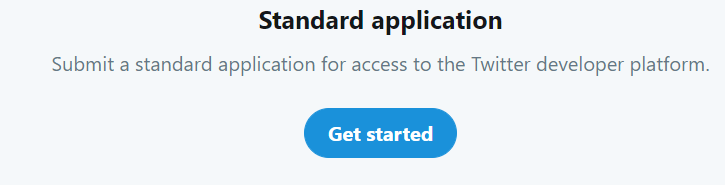 Standard application
Submit a standard application for access to the Twitter developer platform.
Get started